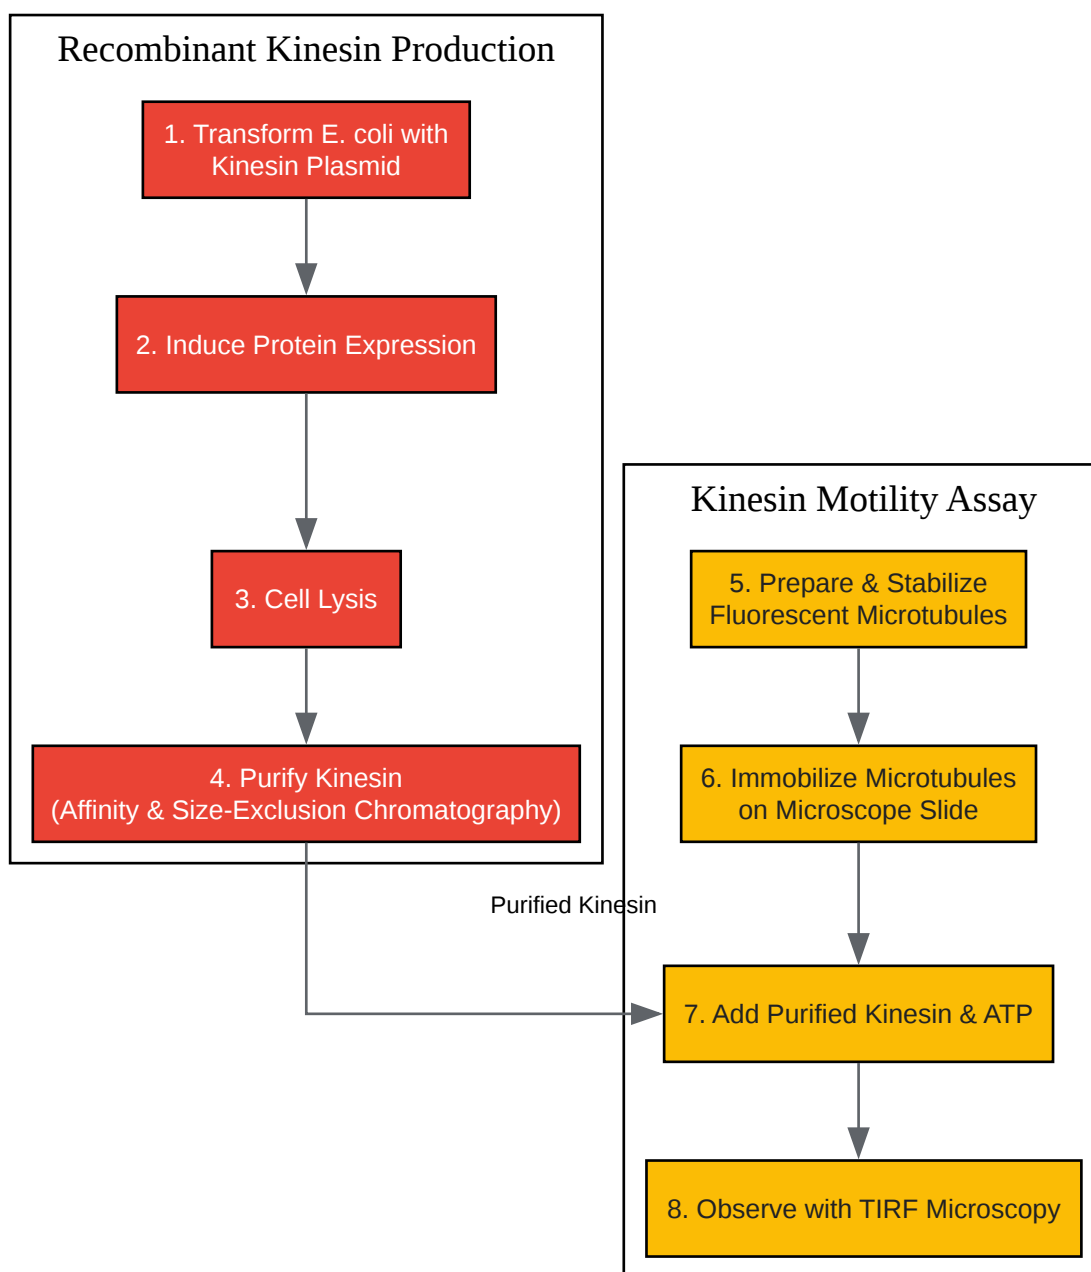 Recombinant Kinesin Production
1. Transform E. coli with
Kinesin Plasmid
2. Induce Protein Expression
3. Cell Lysis
4. Purify Kinesin
(Affinity & Size-Exclusion Chromatography)
Purified Kinesin
Kinesin Motility Assay
5. Prepare & Stabilize
Fluorescent Microtubules
6. Immobilize Microtubules
on Microscope Slide
7. Add Purified Kinesin & ATP
8. Observe with TIRF Microscopy